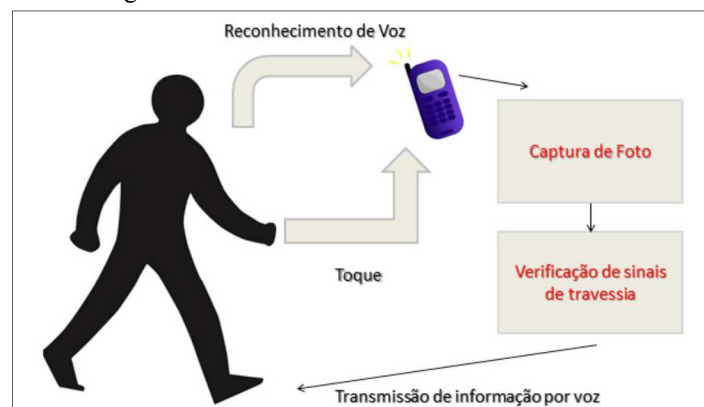 Reconhecimento de Voz
Captura de Foto
Toque
Verificação de sinais
de travessia
Transmissão de informação por voz